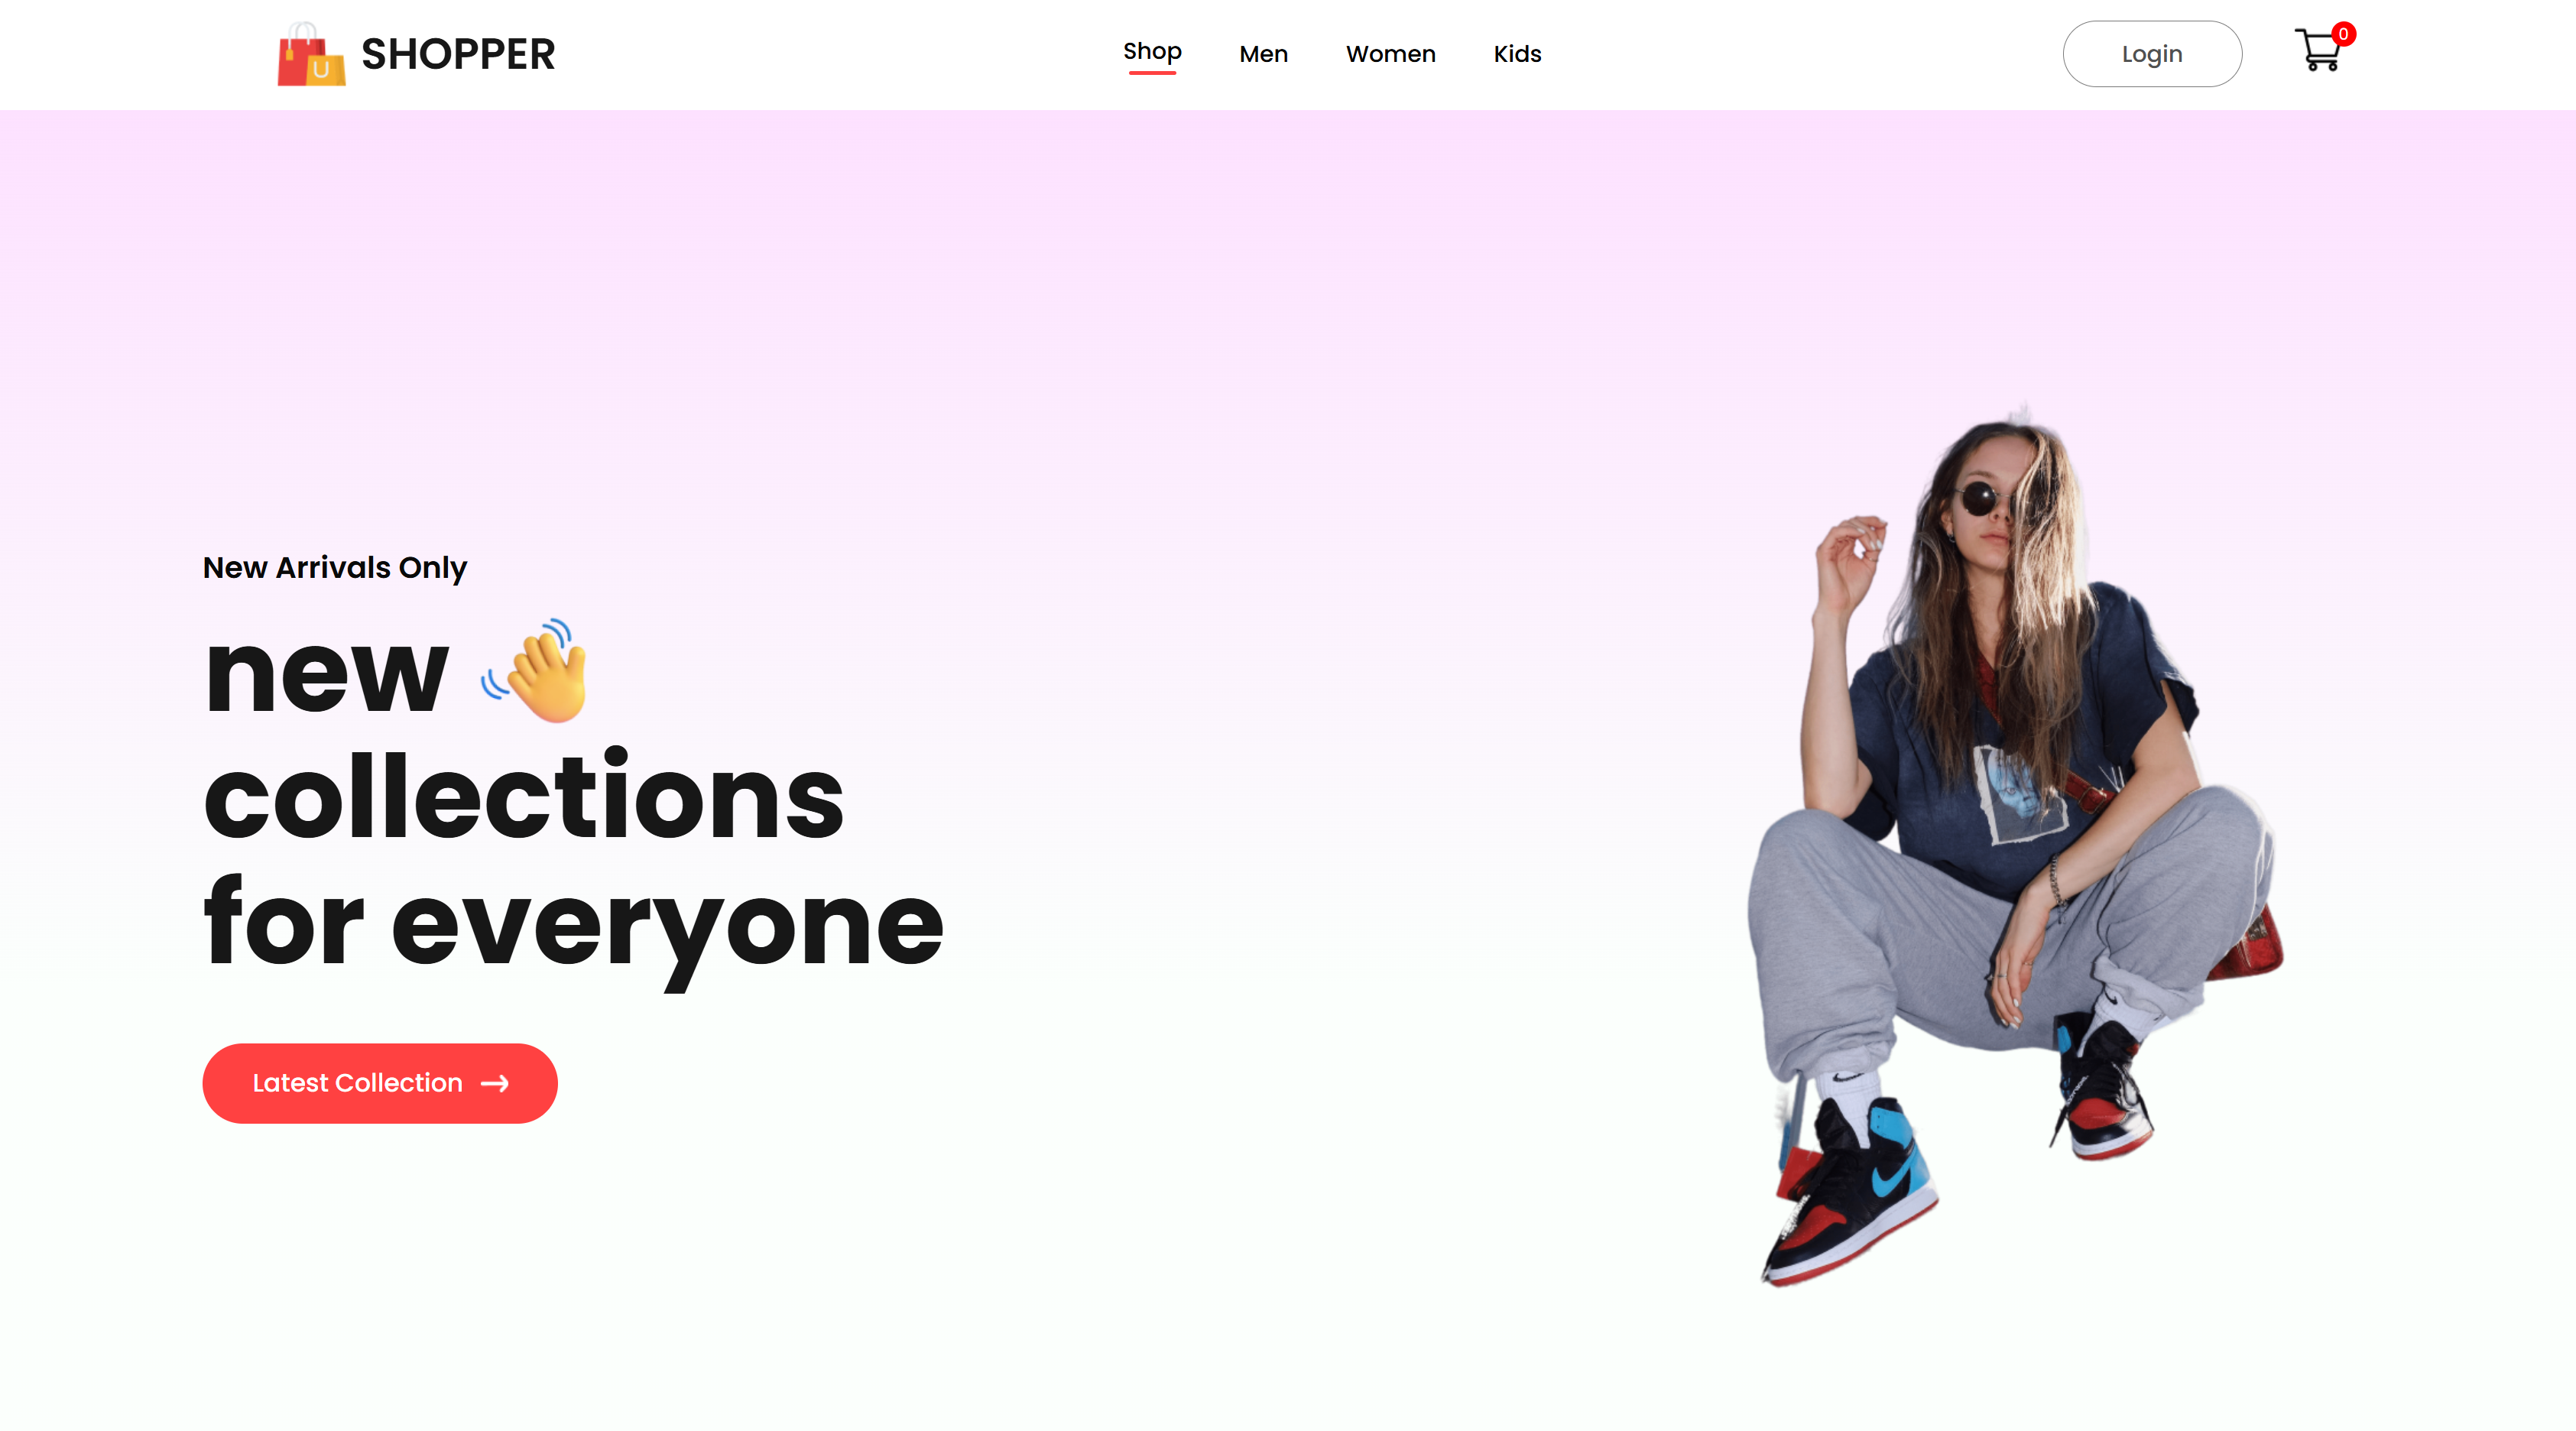 SHOPPER
Shop
Men
Women
Kids
Login
0
New Arrivals Only
new
collections
for everyone
Latest Collection